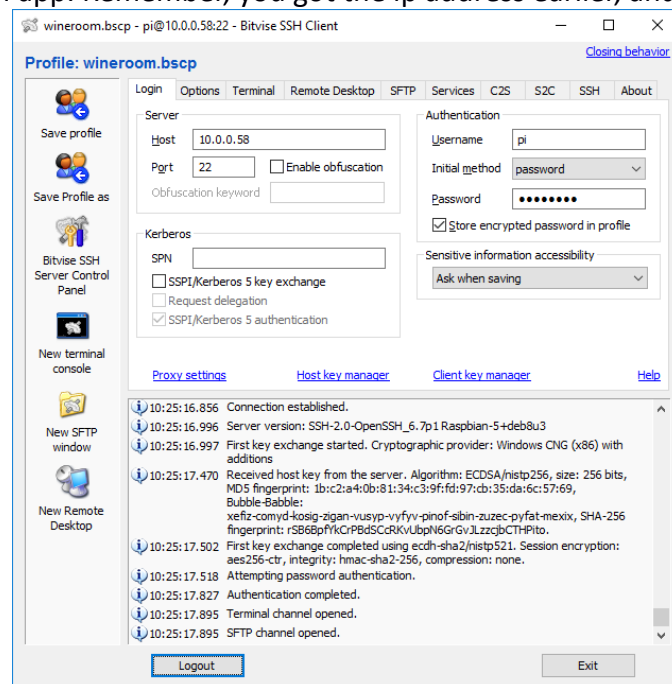 app. Remember, you got the ip address earlier, and
wineroom.bscp - pi@10.0.0.58:22 - Bitvise SSH Client
Profile: wineroom.bscp
Closing behavior
Save profile
Save Profile as
Bitvise SSH
Server Control
Panel
New terminal
console
New SFTP
window
New Remote
Desktop
Login Options Terminal Remote Desktop SFTP Services C2S S2C SSH About
Server
Host 10.0.0.58
Port 22 Enable obfuscation
Obfuscation keyword
Kerberos
SPN
SSPI/Kerberos 5 key exchange
Request delegation
SSPI/Kerberos 5 authentication
Authentication
Username pi
Initial method password
Password ●●●●●●●●
Store encrypted password in profile
Sensitive information accessibility
Ask when saving
Proxy settings Host key manager Client key manager Help
10:25:16.856 Connection established.
10:25:16.996 Server version: SSH-2.0-OpenSSH_6.7p1 Raspbian-5+deb8u3
10:25:16.997 First key exchange started. Cryptographic provider: Windows CNG (x86) with
additions
10:25:17.470 Received host key from the server. Algorithm: ECDSA/nistp256, size: 256 bits,
MD5 fingerprint: 1b:c2:a4:0b:81:34:c3:9f:fd:97:cb:35:da:6c:57:69,
Bubble-Babble:
xefiz-comyd-kosig-zigan-vusyp-vyfyv-pinof-sibin-zuzec-pyfat-mexix, SHA-256
fingerprint: rSB6BpfYkCrPBdSCcRKvUbpN6GrGvJLzzcjbCTHPito.
10:25:17.502 First key exchange completed using ecdh-sha2/nistp521. Session encryption:
aes256-ctr, integrity: hmac-sha2-256, compression: none.
10:25:17.518 Attempting password authentication.
10:25:17.827 Authentication completed.
10:25:17.895 Terminal channel opened.
10:25:17.895 SFTP channel opened.
Logout Exit